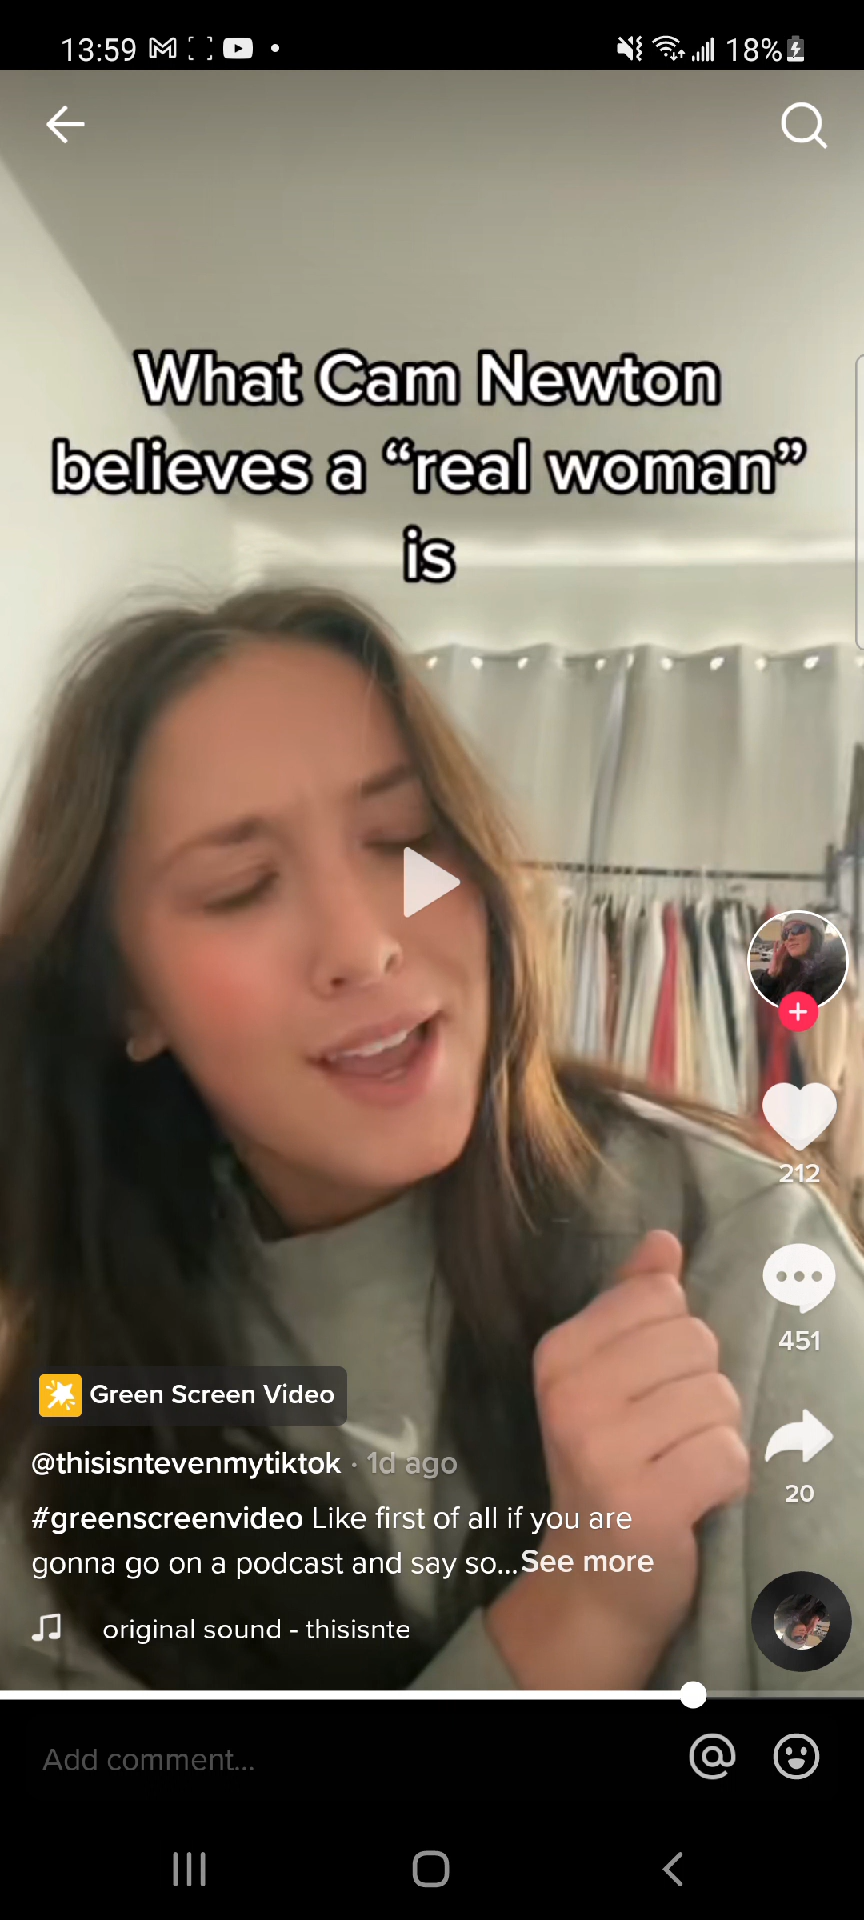 13:59
18%
What Cam Newton
believes a “real woman”
is
212
451
20
Green Screen Video
@thisisntevenmytiktok · 1d ago
#greenscreenvideo Like first of all if you are
gonna go on a podcast and say so...See more
original sound - thisisnte
Add comment...